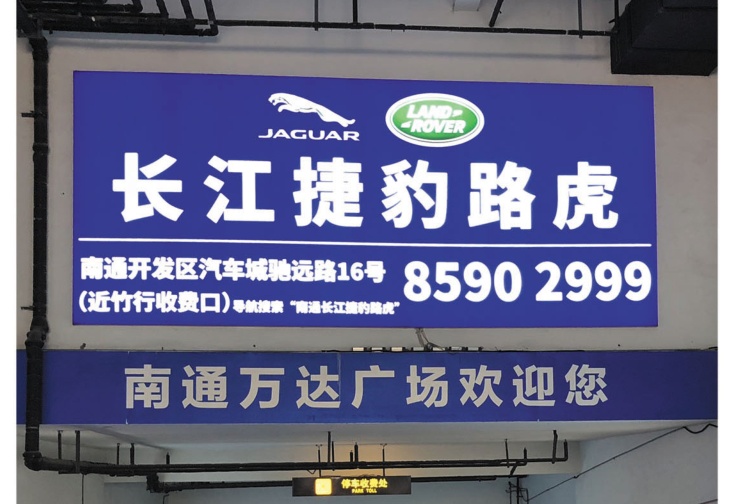 JAGUAR
LAND
ROVER
长江捷豹路虎
南通开发区汽车城驰远路16号
(近竹行收费口)导航搜索“南通长江捷豹路虎”
8590 2999
南通万达广场欢迎您
停车收费处
PARK TOLL